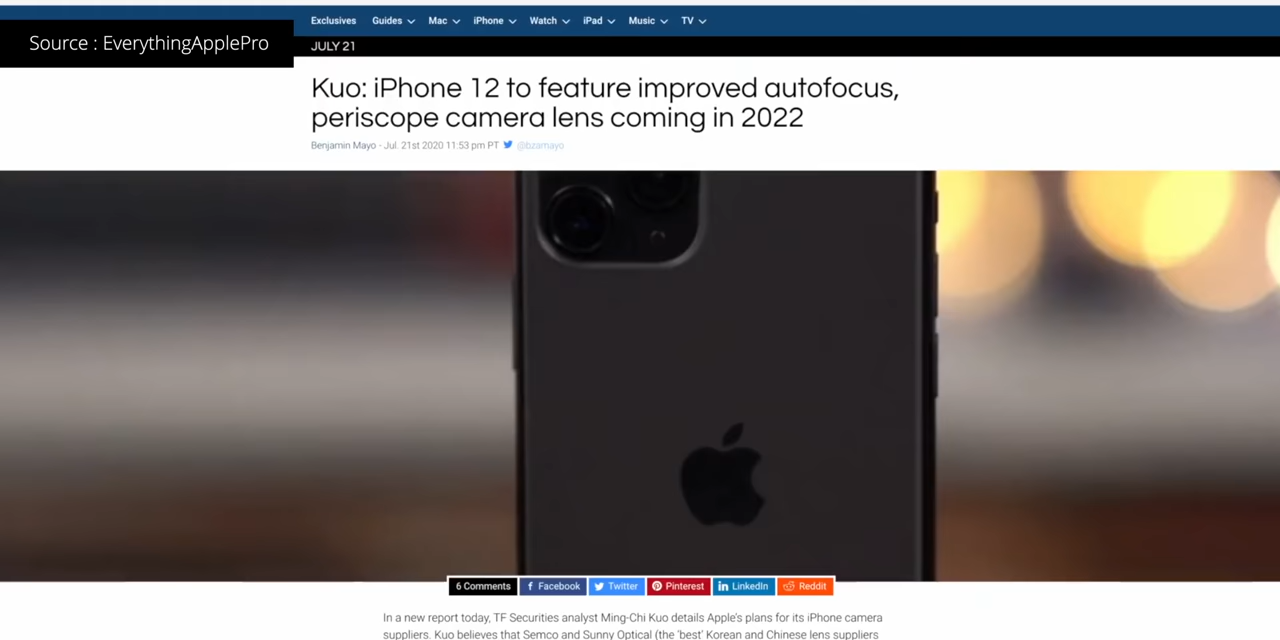 Exclusives Guides Mac iPhone Watch iPad Music TV
Source : EverythingApplePro
JULY 21
Kuo: iPhone 12 to feature improved autofocus,
periscope camera lens coming in 2022
Benjamin Mayo - Jul. 21st 2020 11:53 pm PT @bzamayo
6 Comments Facebook Twitter Pinterest LinkedIn Reddit
In a new report today, TF Securities analyst Ming-Chi Kuo details Apple's plans for its iPhone camera
suppliers. Kuo believes that Semco and Sunny Optical (the 'best' Korean and Chinese lens suppliers